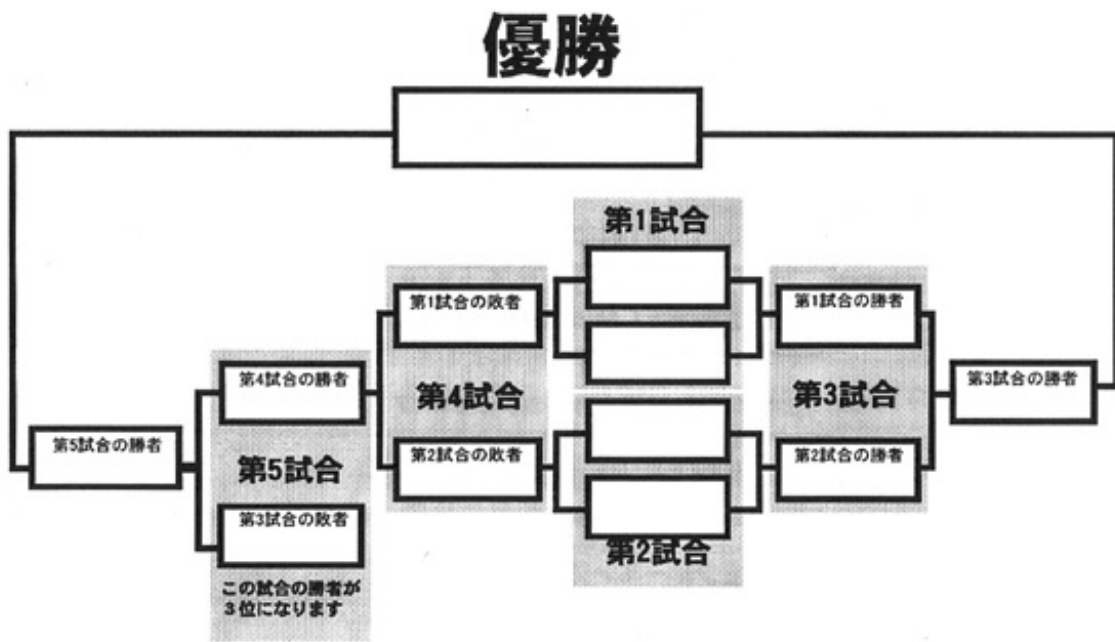 優勝
第1試合
第1試合の敗者
第1試合の勝者
第4試合の勝者
第4試合
第3試合
第3試合の勝者
第5試合の勝者
第5試合
第2試合の敗者
第2試合の勝者
第3試合の敗者
第2試合
この試合の勝者が
3位になります